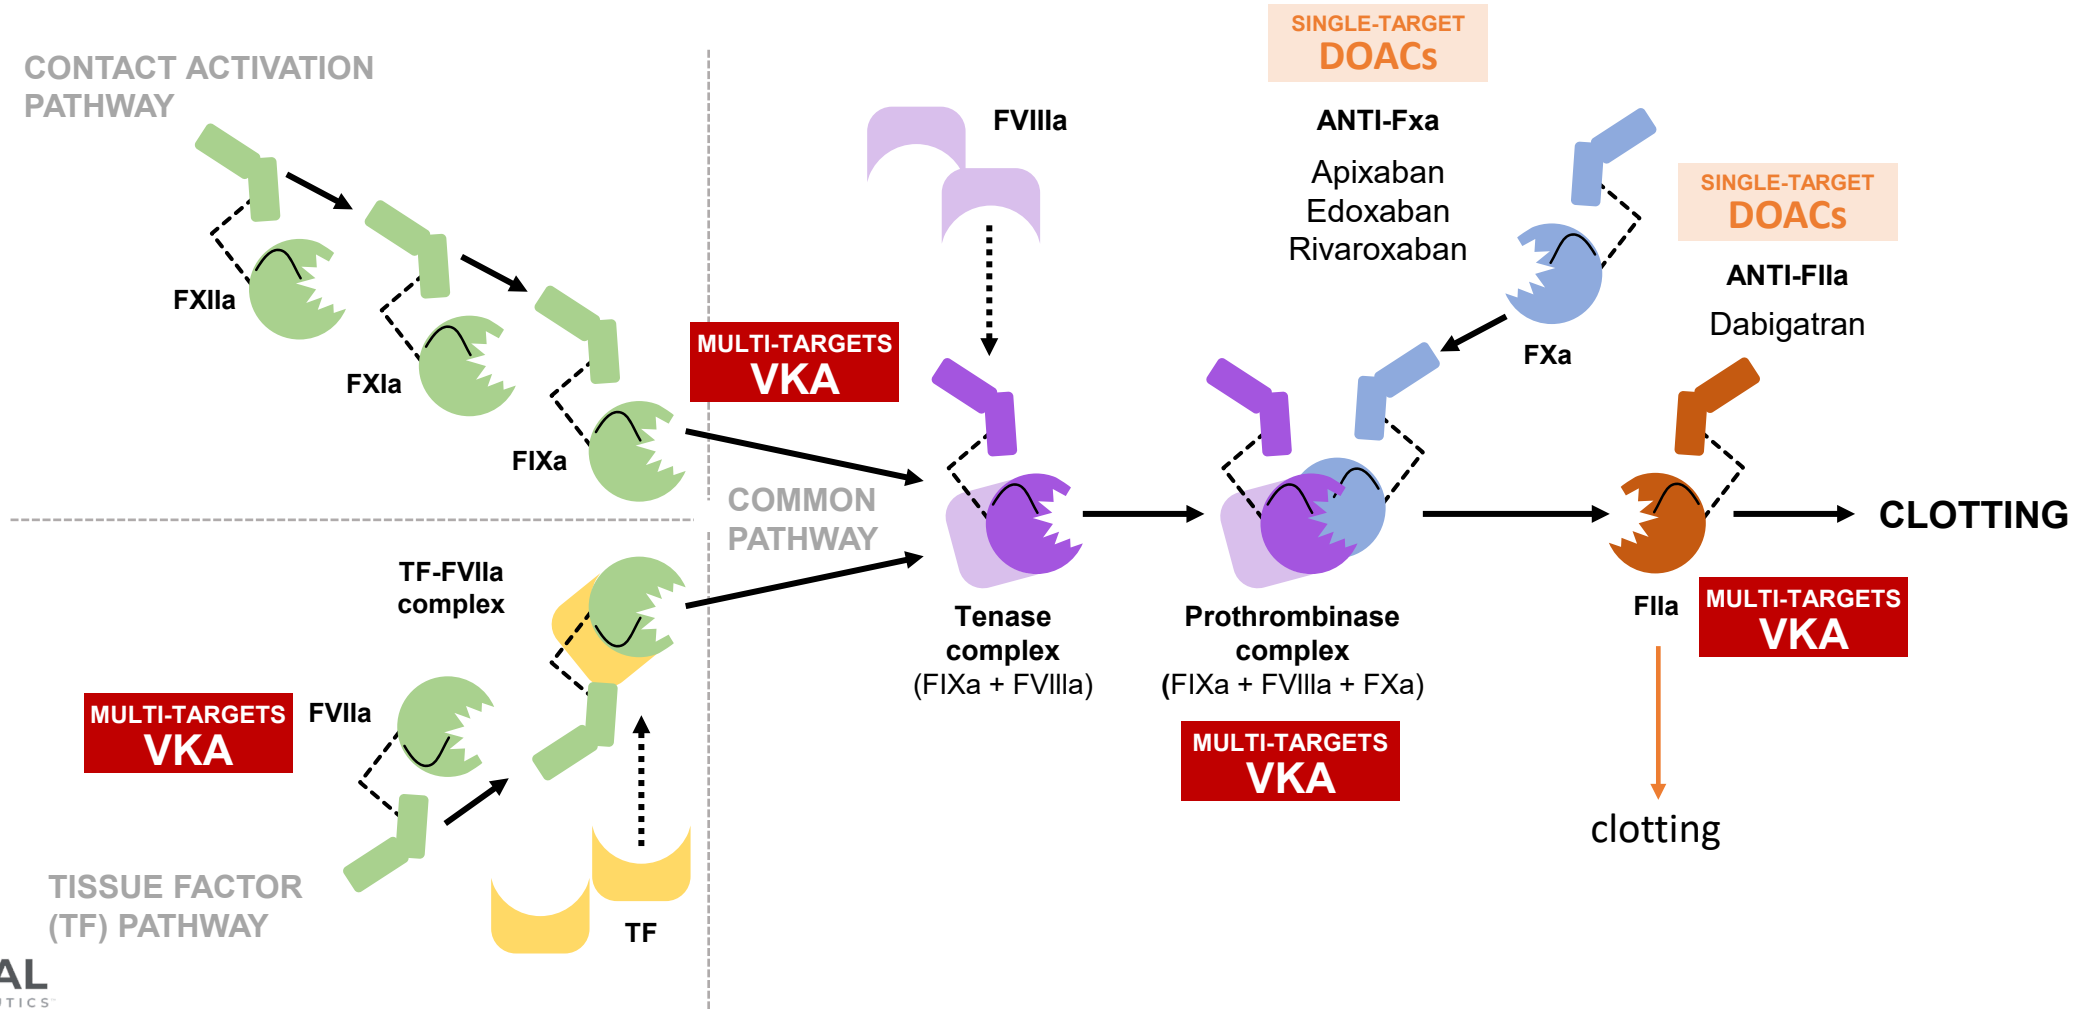 SINGLE-TARGET
DOACs
CONTACT ACTIVATION
PATHWAY
FVIIIa
ANTI-Fxa
Apixaban
Edoxaban
Rivaroxaban
SINGLE-TARGET
DOACs
ANTI-FIIa
Dabigatran
FXIIa
FXIa
FIXa
MULTI-TARGETS
VKA
FXa
COMMON
PATHWAY
CLOTTING
TF-FVIIa
complex
Tenase
complex
(FIXa + FVIIIa)
Prothrombinase
complex
(FIXa + FVIIIa + FXa)
MULTI-TARGETS
VKA
FIIa
MULTI-TARGETS
VKA
clotting
MULTI-TARGETS
VKA
FVIIa
TISSUE FACTOR
(TF) PATHWAY
TF
AL
UTICS